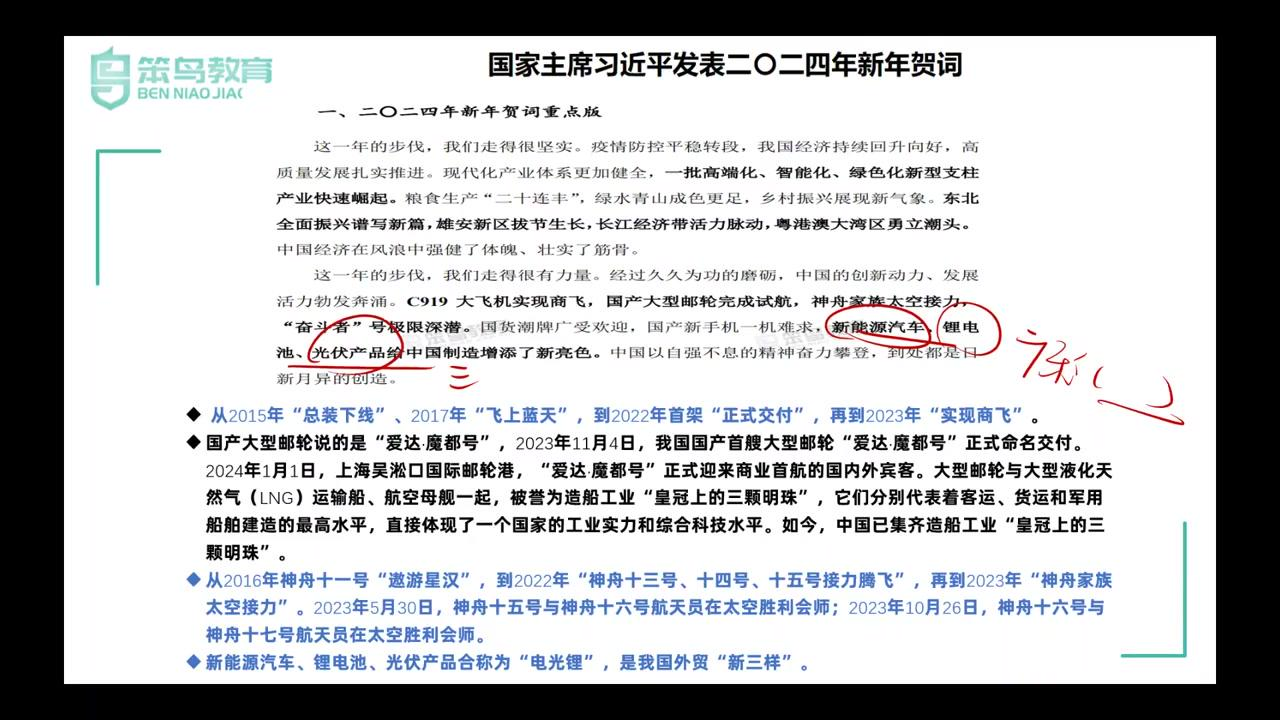 笨鸟教育
BEN NIAO JIAO
国家主席习近平发表二〇二四年新年贺词
一、二〇二四年新年贺词重点版
这一年的步伐，我们走得很坚实。疫情防控平稳转段，我国经济持续回升向好，高
质量发展扎实推进。现代化产业体系更加健全，一批高端化、智能化、绿色化新型支柱
产业快速崛起。粮食生产“二十连丰”，绿水青山成色更足，乡村振兴展现新气象。东北
全面振兴谱写新篇，雄安新区拔节生长，长江经济带活力脉动，粤港澳大湾区勇立潮头。
中国经济在风浪中强健了体魄、壮实了筋骨。
这一年的步伐，我们走得很有力量。经过久久为功的磨砺，中国的创新动力、发展
活力勃发奔涌。C919 大飞机实现商飞，国产大型邮轮完成试航，神舟家族太空接力，
“奋斗者”号极限深潜。国货潮牌广受欢迎，国产新手机一机难求，新能源汽车、锂电
池、光伏产品给中国制造增添了新亮色。中国以自强不息的精神奋力攀登，到处都是日
新月异的创造。
三
◆ 从2015年“总装下线”、2017年“飞上蓝天”，到2022年首架“正式交付”，再到2023年“实现商飞”。
◆ 国产大型邮轮说的是“爱达·魔都号”，2023年11月4日，我国国产首艘大型邮轮“爱达·魔都号”正式命名交付。
2024年1月1日，上海吴淞口国际邮轮港，“爱达·魔都号”正式迎来商业首航的国内外宾客。大型邮轮与大型液化天
然气（LNG）运输船、航空母舰一起，被誉为造船工业“皇冠上的三颗明珠”，它们分别代表着客运、货运和军用
船舶建造的最高水平，直接体现了一个国家的工业实力和综合科技水平。如今，中国已集齐造船工业“皇冠上的三
颗明珠”。
◆ 从2016年神舟十一号“遨游星汉”，到2022年“神舟十三号、十四号、十五号接力腾飞”，再到2023年“神舟家族
太空接力”。2023年5月30日，神舟十五号与神舟十六号航天员在太空胜利会师；2023年10月26日，神舟十六号与
神舟十七号航天员在太空胜利会师。
◆ 新能源汽车、锂电池、光伏产品合称为“电光锂”，是我国外贸“新三样”。